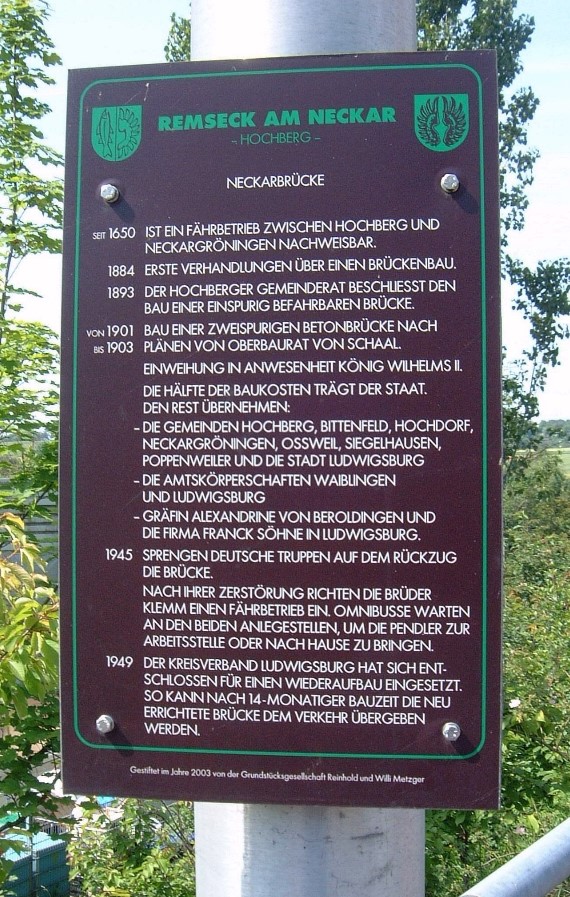 REMSECK AM NECKAR
- HOCHBERG -
NECKARBRÜCKE
SEIT 1650 IST EIN FÄHRBETRIEB ZWISCHEN HOCHBERG UND
NECKARGRÖNINGEN NACHWEISBAR.
1884 ERSTE VERHANDLUNGEN ÜBER EINEN BRÜCKENBAU.
1893 DER HOCHBERGER GEMEINDERAT BESCHLIESST DEN
BAU EINER EINSPURIG BEFAHRBAREN BRÜCKE.
VON 1901 BAU EINER ZWEISPURIGEN BETONBRÜCKE NACH
BIS 1903 PLÄNEN VON OBERBAURAT VON SCHAAL.
EINWEIHUNG IN ANWESENHEIT KÖNIG WILHELMS II.
DIE HÄLFTE DER BAUKOSTEN TRÄGT DER STAAT.
DEN REST ÜBERNEHMEN:
- DIE GEMEINDEN HOCHBERG, BITTENFELD, HOCHDORF,
NECKARGRÖNINGEN, OSSWEIL, SIEGELHAUSEN,
POPPENWEILER UND DIE STADT LUDWIGSBURG
- DIE AMTSKÖRPERSCHAFTEN WAIBLINGEN
UND LUDWIGSBURG
- GRÄFIN ALEXANDRINE VON BEROLDINGEN UND
DIE FIRMA FRANCK SÖHNE IN LUDWIGSBURG.
1945 SPRENGEN DEUTSCHE TRUPPEN AUF DEM RÜCKZUG
DIE BRÜCKE.
NACH IHRER ZERSTÖRUNG RICHTEN DIE BRÜDER
KLEMM EINEN FÄHRBETRIEB EIN. OMNIBUSSE WARTEN
AN DEN BEIDEN ANLEGESTELLEN, UM DIE PENDLER ZUR
ARBEITSSTELLE ODER NACH HAUSE ZU BRINGEN.
1949 DER KREISVERBAND LUDWIGSBURG HAT SICH ENT-
SCHLOSSEN FÜR EINEN WIEDERAUFBAU EINGESETZT.
SO KANN NACH 14-MONATIGER BAUZEIT DIE NEU
ERRICHTETE BRÜCKE DEM VERKEHR ÜBERGEBEN
WERDEN.
Gestiftet im Jahre 2003 von der Grundstücksgesellschaft Reinhold und Willi Metzger